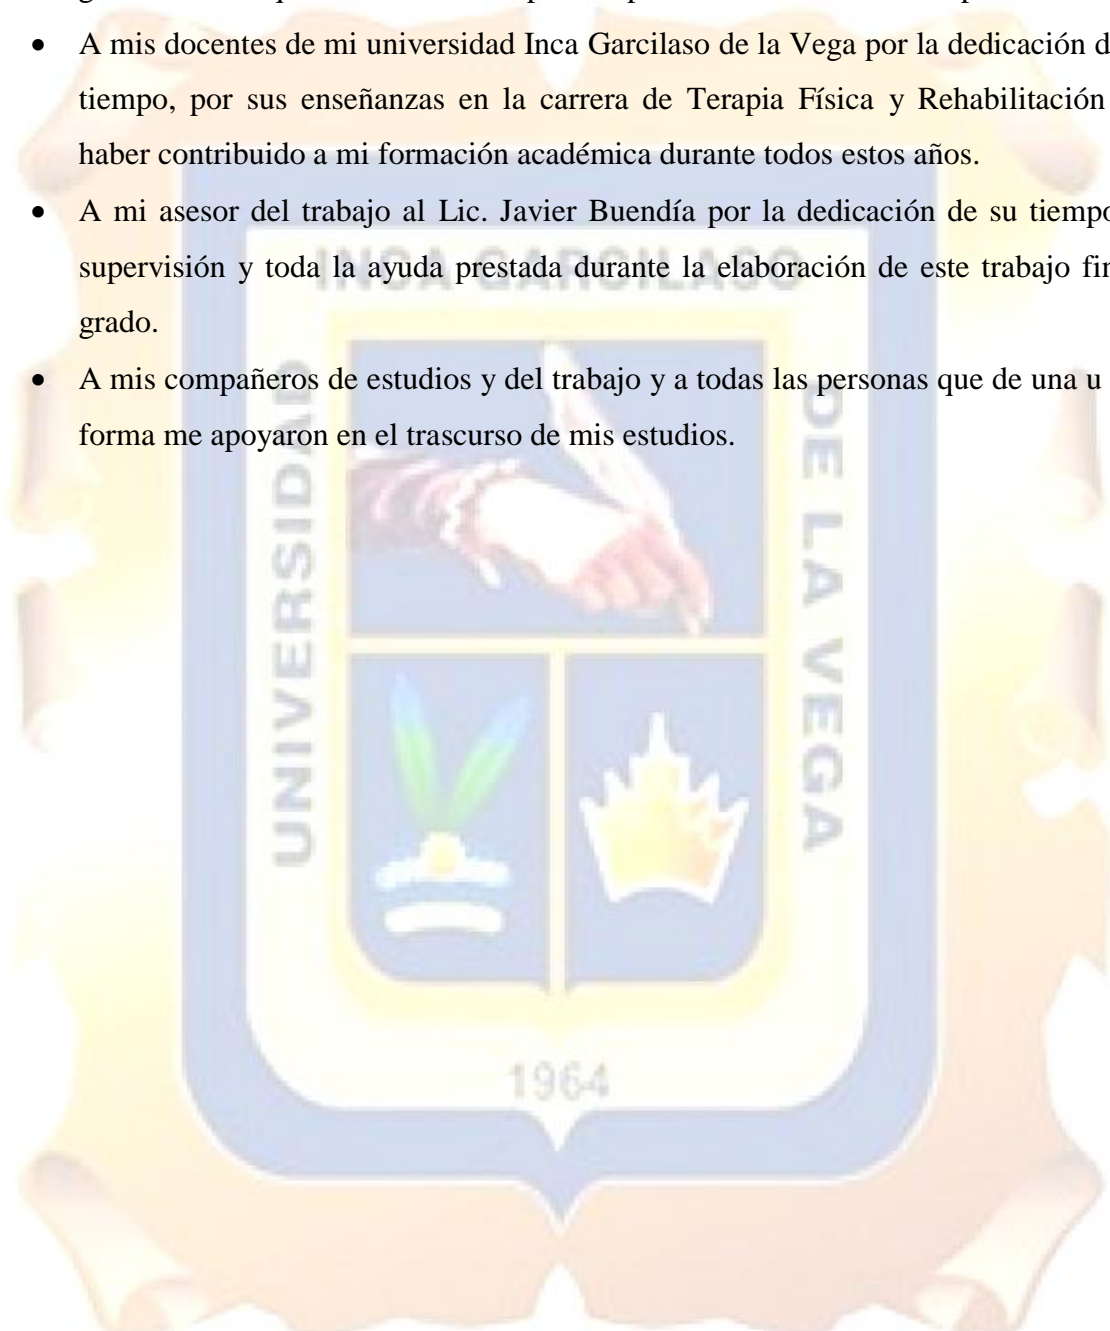 A mis docentes de mi universidad Inca Garcilaso de la Vega por la dedicación d
tiempo, por sus enseñanzas en la carrera de Terapia Física y Rehabilitación
haber contribuido a mi formación académica durante todos estos años.
A mi asesor del trabajo al Lic. Javier Buendía por la dedicación de su tiempo
supervisión y toda la ayuda prestada durante la elaboración de este trabajo fin
grado.
A mis compañeros de estudios y del trabajo y a todas las personas que de una u
forma me apoyaron en el trascurso de mis estudios.
UNIVERSIDAD
INCA GARCILASO
DE LA VEGA
1964